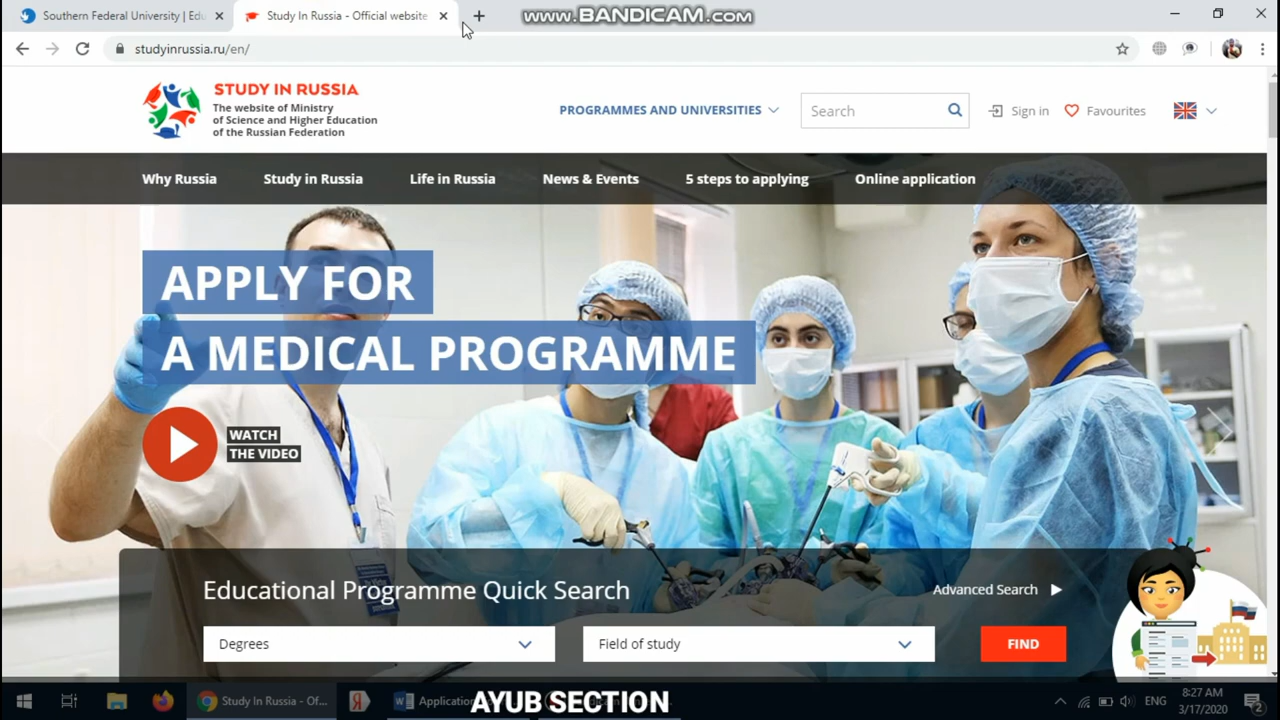 Southern Federal University | Edu
Study In Russia - Official website
www.BANDICAM.com
studyinrussia.ru/en/
STUDY IN RUSSIA
The website of Ministry
of Science and Higher Education
of the Russian Federation
PROGRAMMES AND UNIVERSITIES
Search
Sign in
Favourites
Why Russia
Study in Russia
Life in Russia
News & Events
5 steps to applying
Online application
APPLY FOR
A MEDICAL PROGRAMME
WATCH
THE VIDEO
Educational Programme Quick Search
Advanced Search
Degrees
Field of study
FIND
Study In Russia - Of...
Я
Application
AYUB SECTION
ENG
8:27 AM
3/17/2020
2